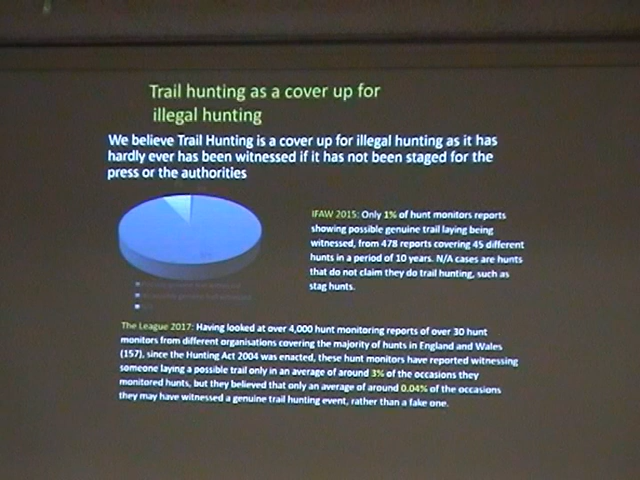 Trail hunting as a cover up for
illegal hunting
We believe Trail Hunting is a cover up for illegal hunting as it has
hardly ever has been witnessed if it has not been staged for the
press or the authorities
IFAW 2015: Only 1% of hunt monitors reports
showing possible genuine trail laying being
witnessed, from 478 reports covering 45 different
hunts in a period of 10 years. N/A cases are hunts
that do not claim they do trail hunting, such as
stag hunts.
The League 2017: Having looked at over 4,000 hunt monitoring reports of over 30 hunt
monitors from different organisations covering the majority of hunts in England and Wales
(157), since the Hunting Act 2004 was enacted, these hunt monitors have reported witnessing
someone laying a possible trail only in an average of around 3% of the occasions they
monitored hunts, but they believed that only an average of around 0.04% of the occasions
they may have witnessed a genuine trail hunting event, rather than a fake one.